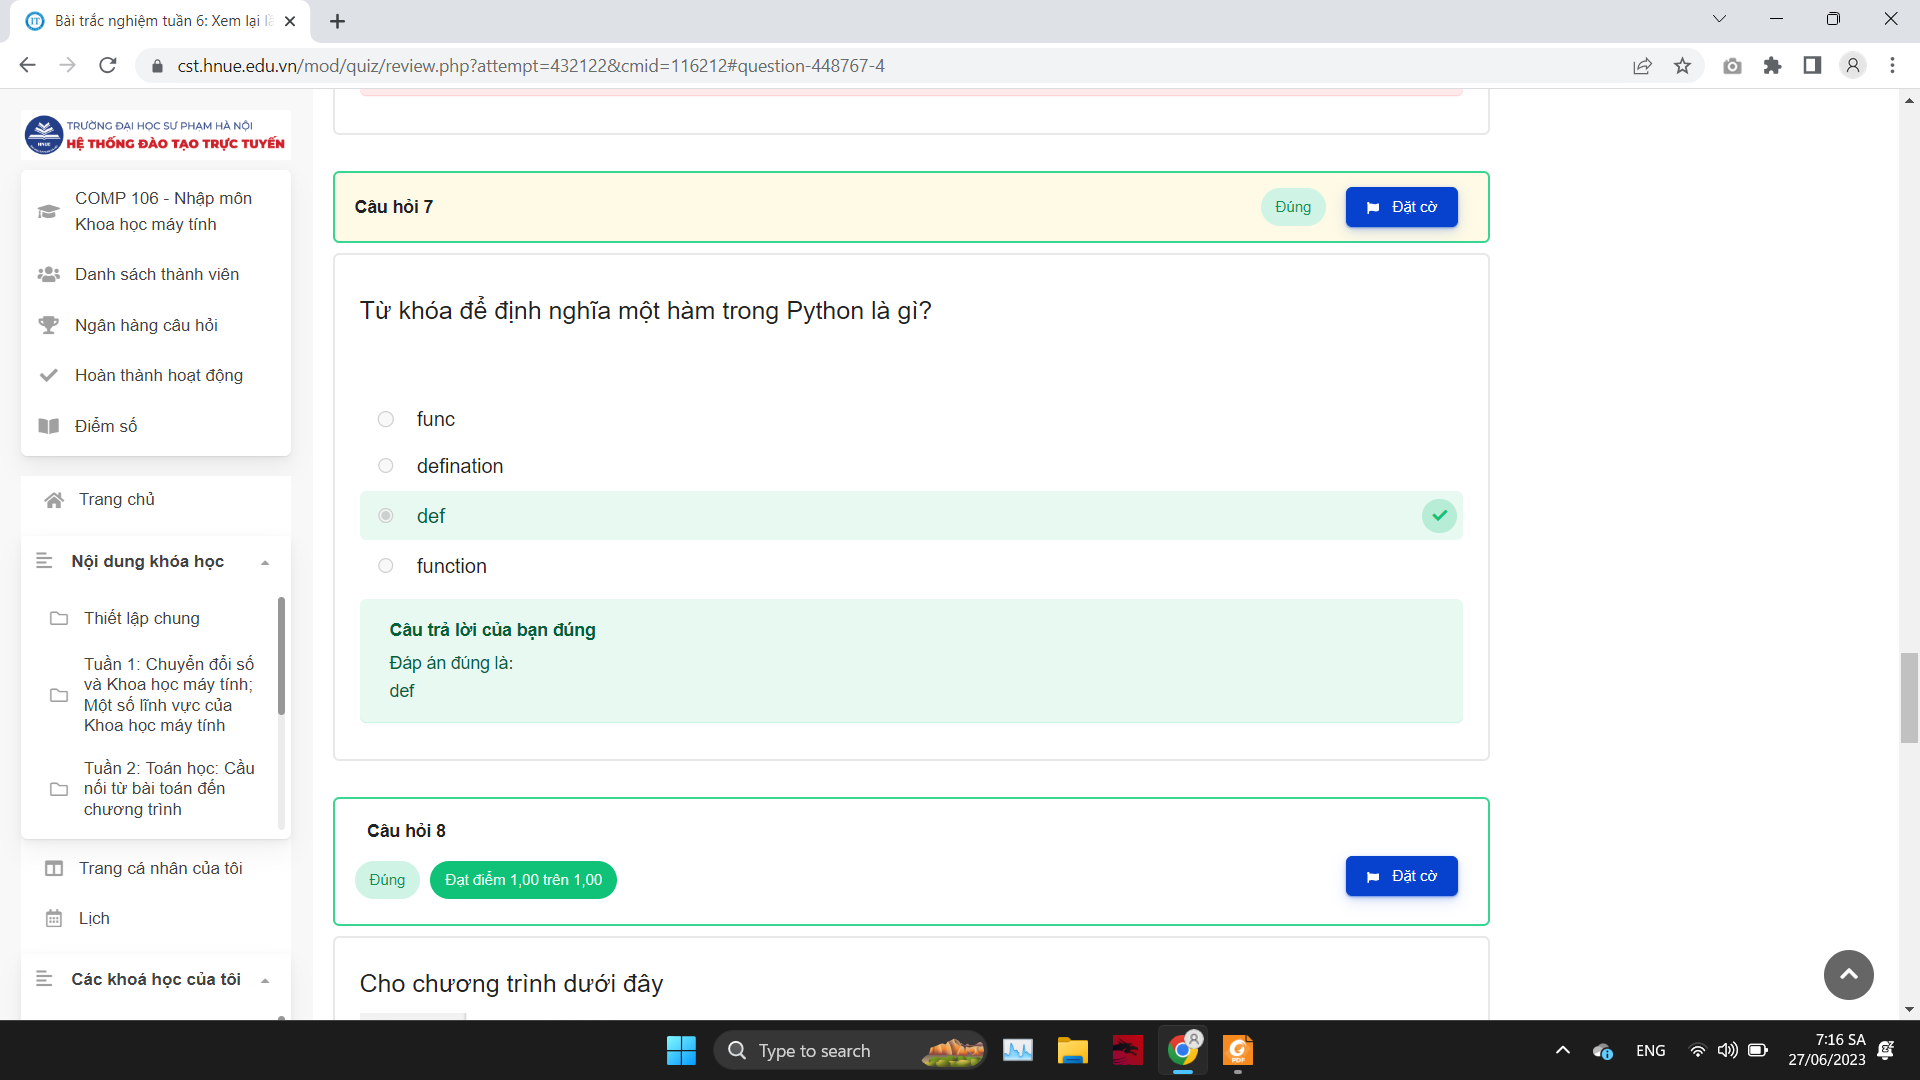 Bài trắc nghiệm tuần 6: Xem lại lầ
cst.hnue.edu.vn/mod/quiz/review.php?attempt=432122&cmid=116212#question-448767-4
TRƯỜNG ĐẠI HỌC SƯ PHẠM HÀ NỘI
HỆ THỐNG ĐÀO TẠO TRỰC TUYẾN
COMP 106 - Nhập môn
Khoa học máy tính
Danh sách thành viên
Ngân hàng câu hỏi
Hoàn thành hoạt động
Điểm số
Trang chủ
Nội dung khóa học
Thiết lập chung
Tuần 1: Chuyển đổi số
và Khoa học máy tính;
Một số lĩnh vực của
Khoa học máy tính
Tuần 2: Toán học: Cầu
nối từ bài toán đến
chương trình
Trang cá nhân của tôi
Lịch
Các khoá học của tôi
Câu hỏi 7
Đúng
Đặt cờ
Từ khóa để định nghĩa một hàm trong Python là gì?
func
defination
def
function
Câu trả lời của bạn đúng
Đáp án đúng là:
def
Câu hỏi 8
Đúng
Đạt điểm 1,00 trên 1,00
Đặt cờ
Cho chương trình dưới đây
Type to search
ENG
7:16 SA
27/06/2023